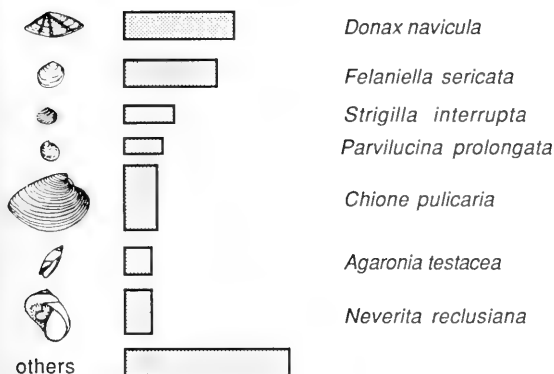 Donax navicula
Felaniella sericata
Strigilla interrupta
Parvilucina prolongata
Chione pulicaria
Agaronia testacea
Neverita reclusiana
others